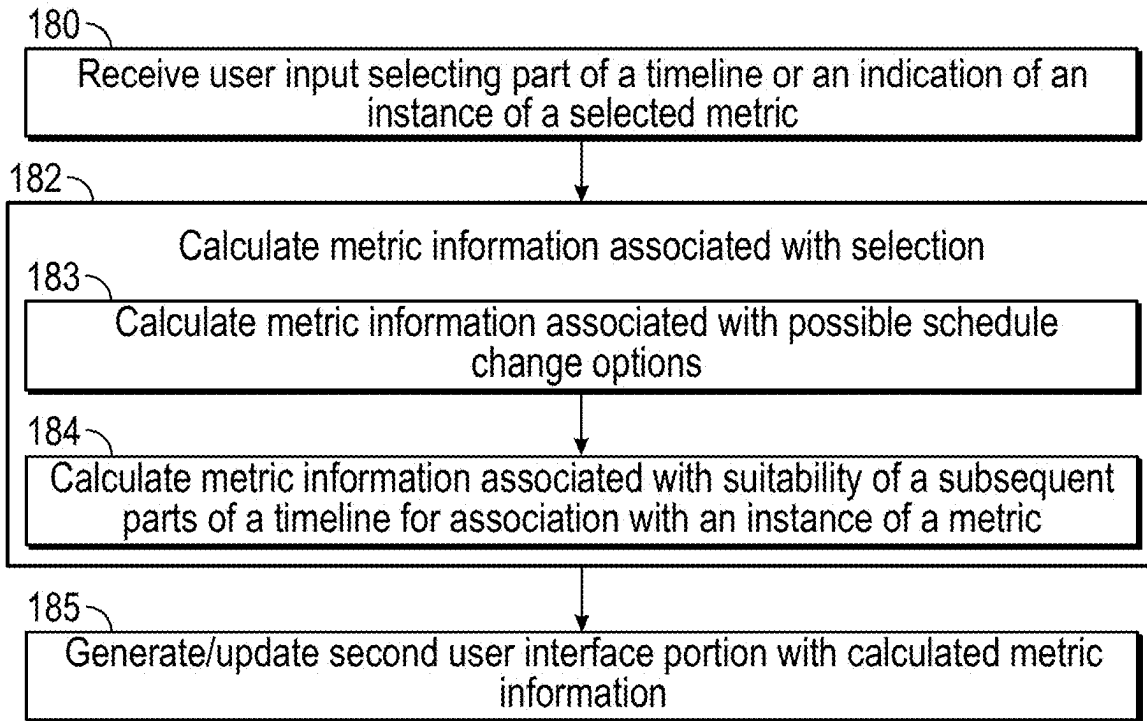 180
Receive user input selecting part of a timeline or an indication of an
instance of a selected metric
182
Calculate metric information associated with selection
183
Calculate metric information associated with possible schedule
change options
184
Calculate metric information associated with suitability of a subsequent
parts of a timeline for association with an instance of a metric
185
Generate/update second user interface portion with calculated metric
information